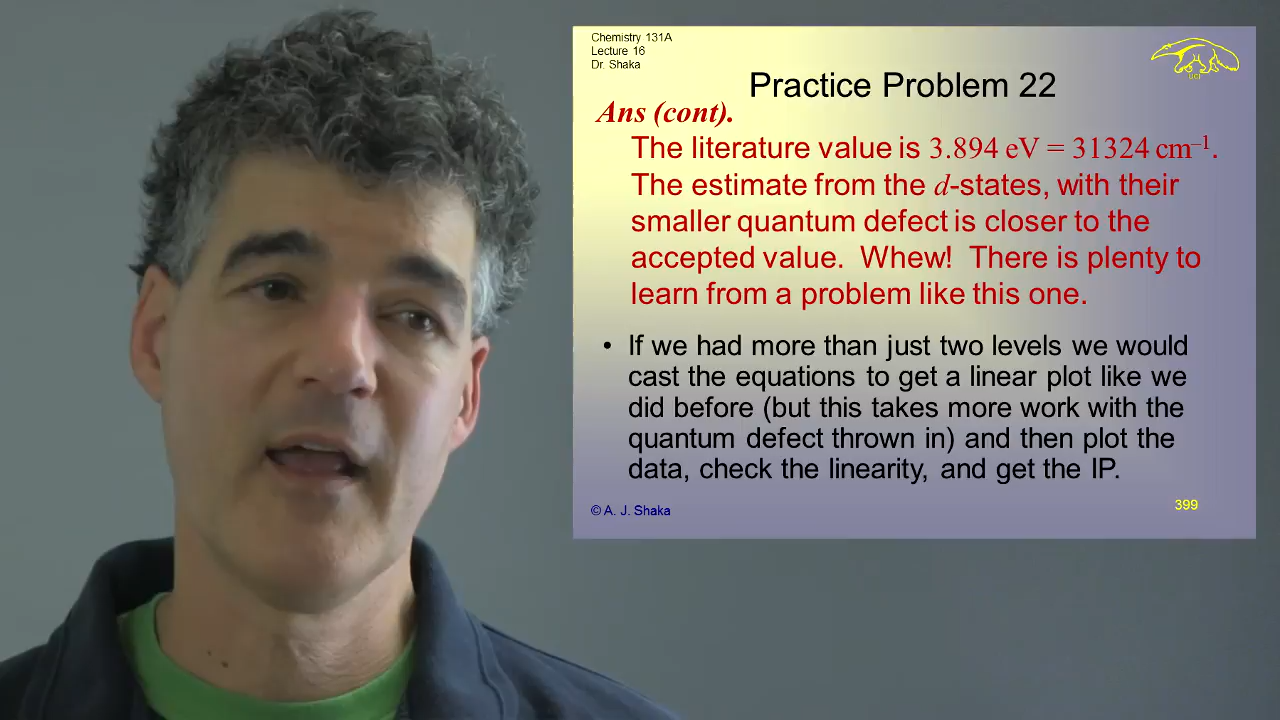 Chemistry 131A
Lecture 16
Dr. Shaka
UCI
Practice Problem 22
Ans (cont).
The literature value is 3.894 eV = 31324 cm⁻¹.
The estimate from the d-states, with their
smaller quantum defect is closer to the
accepted value.  Whew!  There is plenty to
learn from a problem like this one.
• If we had more than just two levels we would
cast the equations to get a linear plot like we
did before (but this takes more work with the
quantum defect thrown in) and then plot the
data, check the linearity, and get the IP.
© A. J. Shaka
399